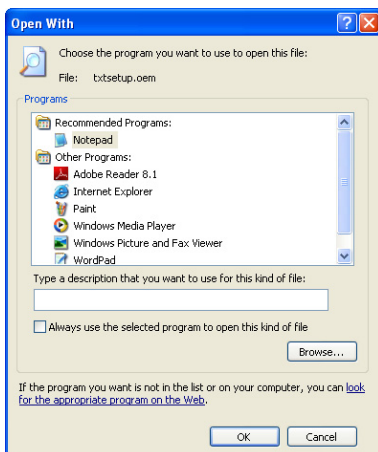 Open With
Choose the program you want to use to open this file:
File: txtsetup.oem
Programs
Recommended Programs:
Notepad
Other Programs:
Adobe Reader 8.1
Internet Explorer
Paint
Windows Media Player
Windows Picture and Fax Viewer
WordPad
Type a description that you want to use for this kind of file:
Always use the selected program to open this kind of file
Browse...
If the program you want is not in the list or on your computer, you can look
for the appropriate program on the Web.
OK Cancel